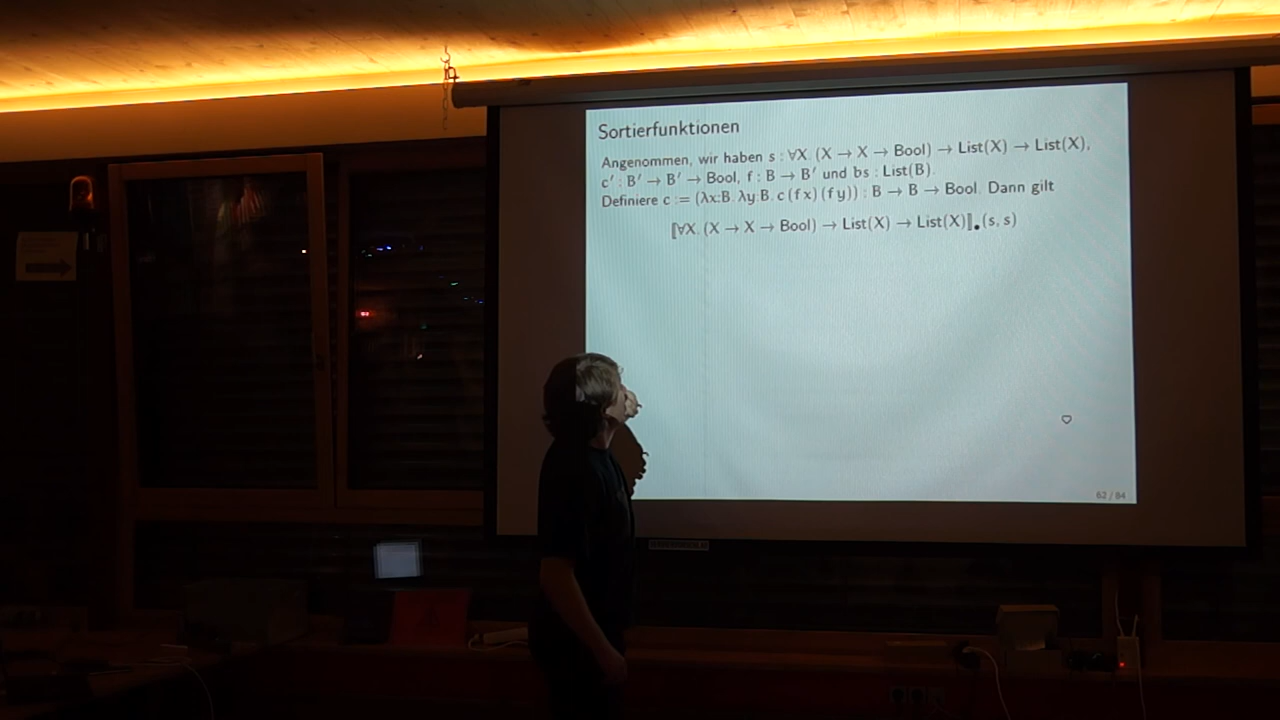 Sortierfunktionen
Angenommen, wir haben s : ∀X. (X → X → Bool) → List(X) → List(X),
c′ : B′ → B′ → Bool, f : B → B′ und bs : List(B).
Definiere c := (λx:B. λy:B. c (f x) (f y)) : B → B → Bool. Dann gilt
⟦∀X. (X → X → Bool) → List(X) → List(X)⟧•(s, s)
62 / 84